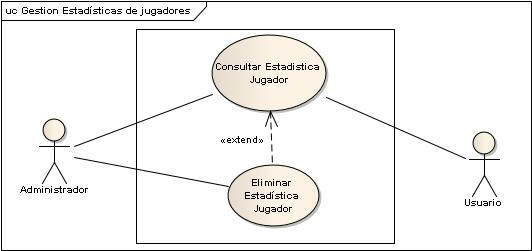 uc Gestion Estadísticas de jugadores
Consultar Estadistica
Jugador
«extend»
Eliminar
Estadística
Jugador
Administrador
Usuario